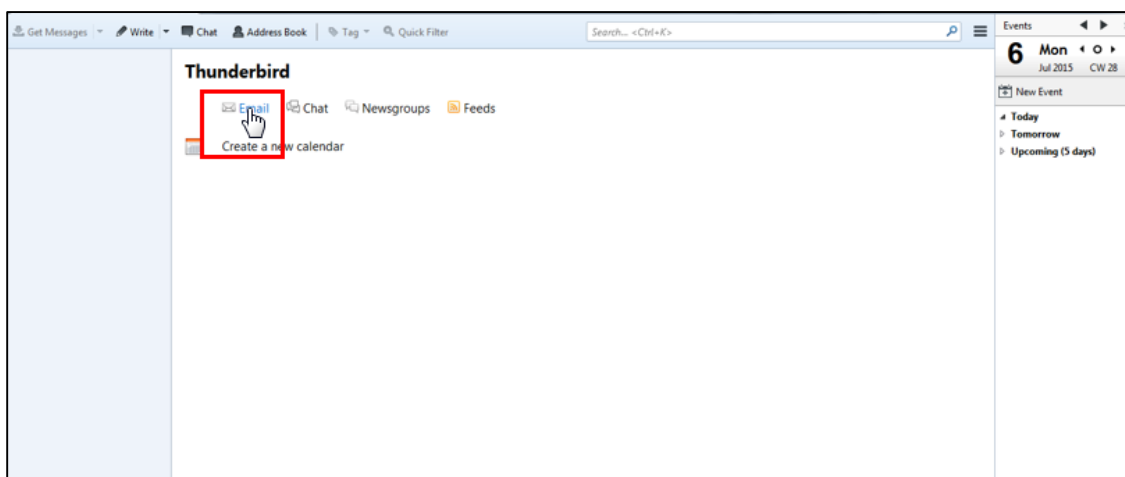 Get Messages Write Chat Address Book Tag Quick Filter Search... <Ctrl+K>
Thunderbird
Email Chat Newsgroups Feeds
Create a new calendar
Events
6 Mon
Jul 2015 CW 28
New Event
Today
Tomorrow
Upcoming (5 days)